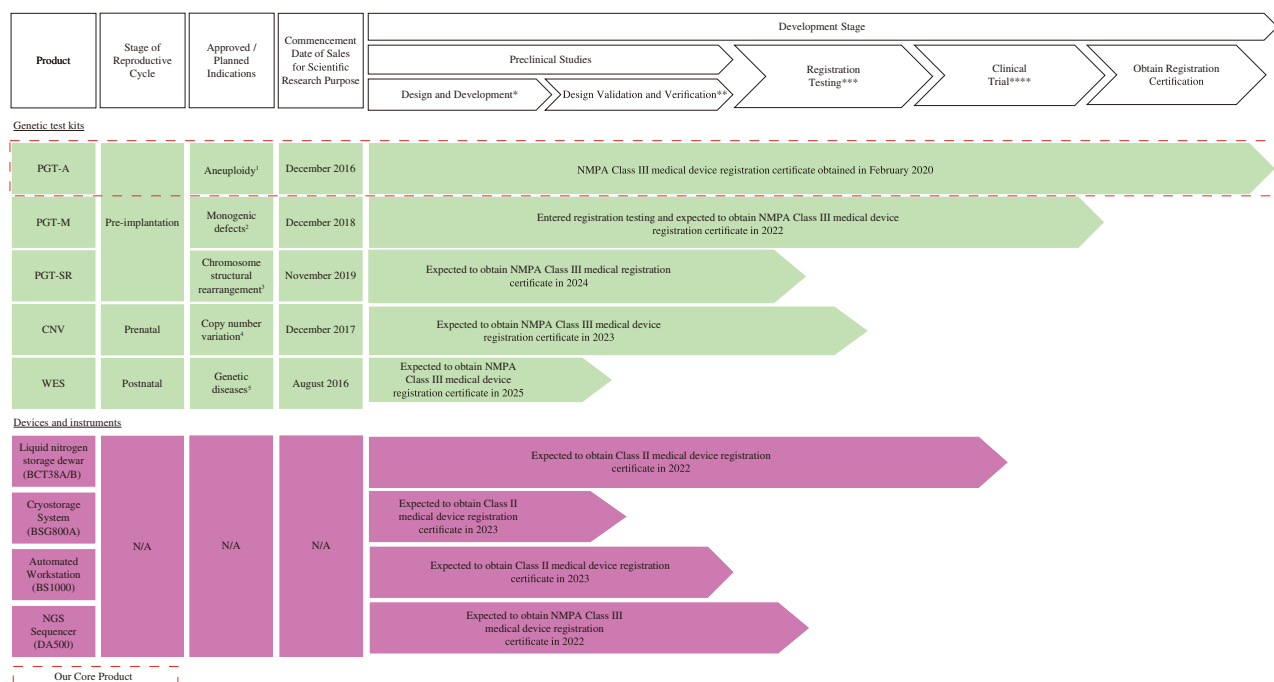 Product
Stage of
Reproductive
Cycle
Approved /
Planned
Indications
Commencement
Date of Sales
for Scientific
Research Purpose
Development Stage
Preclinical Studies
Design and Development*
Design Validation and Verification**
Registration
Testing***
Clinical
Trial****
Obtain Registration
Certification
Genetic test kits
PGT-A
Aneuploidy¹
December 2016
NMPA Class III medical device registration certificate obtained in February 2020
PGT-M
Pre-implantation
Monogenic
defects²
December 2018
Entered registration testing and expected to obtain NMPA Class III medical device
registration certificate in 2022
PGT-SR
Chromosome
structural
rearrangement³
November 2019
Expected to obtain NMPA Class III medical registration
certificate in 2024
CNV
Prenatal
Copy number
variation⁴
December 2017
Expected to obtain NMPA Class III medical device
registration certificate in 2023
WES
Postnatal
Genetic
diseases⁵
August 2016
Expected to obtain NMPA
Class III medical device
registration certificate in 2025
Devices and instruments
Liquid nitrogen
storage dewar
(BCT38A/B)
N/A
N/A
N/A
Expected to obtain Class II medical device registration
certificate in 2022
Cryostorage
System
(BSG800A)
Expected to obtain Class II
medical device registration
certificate in 2023
Automated
Workstation
(BS1000)
Expected to obtain Class II medical device registration
certificate in 2023
NGS
Sequencer
(DA500)
Expected to obtain NMPA Class III
medical device registration
certificate in 2022
Our Core Product